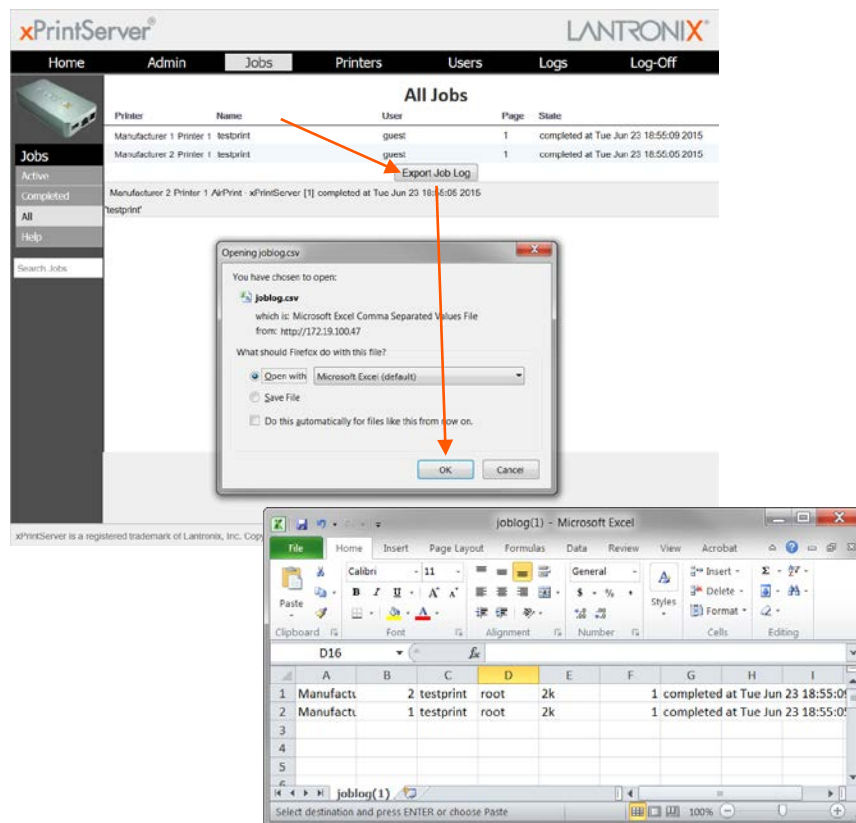 xPrintServer®
LANTRONIX®
Home Admin Jobs Printers Users Logs Log-Off
All Jobs
Printer Name User Page State
Manufacturer 1 Printer 1 testprint guest 1 completed at Tue Jun 23 18:55:09 2015
Manufacturer 2 Printer 1 testprint guest 1 completed at Tue Jun 23 18:55:05 2015
Export Job Log
Manufacturer 2 Printer 1 AirPrint - xPrintServer [1] completed at Tue Jun 23 18:55:05 2015
'testprint'
Jobs
Active
Completed
All
Help
Search Jobs
Opening joblog.csv
You have chosen to open:
joblog.csv
which is: Microsoft Excel Comma Separated Values File
from: http://172.19.100.47
What should Firefox do with this file?
Open with Microsoft Excel (default)
Save File
Do this automatically for files like this from now on.
OK Cancel
xPrintServer is a registered trademark of Lantronix, Inc. Copy
joblog(1) - Microsoft Excel
File Home Insert Page Layout Formulas Data Review View Acrobat
Calibri 11 General Insert
Paste B I U A A $ % , Styles Delete
A Format
Clipboard Font Alignment Number Cells Editing
D16 fx
A B C D E F G H I
1 Manufactu 2 testprint root 2k 1 completed at Tue Jun 23 18:55:09
2 Manufactu 1 testprint root 2k 1 completed at Tue Jun 23 18:55:05
3
4
5
6
joblog(1)
Select destination and press ENTER or choose Paste 100%